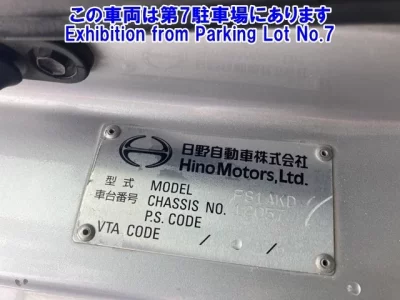 この車両は第7駐車場にあります
Exhibition from Parking Lot No.7
日野自動車株式会社
Hino Motors, Ltd.
型式 MODEL
車台番号 CHASSIS NO.
P.S. CODE
VTA CODE / / /